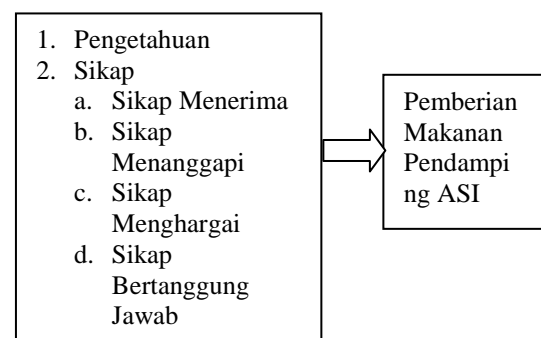 1. Pengetahuan
2. Sikap
a. Sikap Menerima
b. Sikap
Menanggapi
c. Sikap
Menghargai
d. Sikap
Bertanggung
Jawab
Pemberian
Makanan
Pendampi
ng ASI